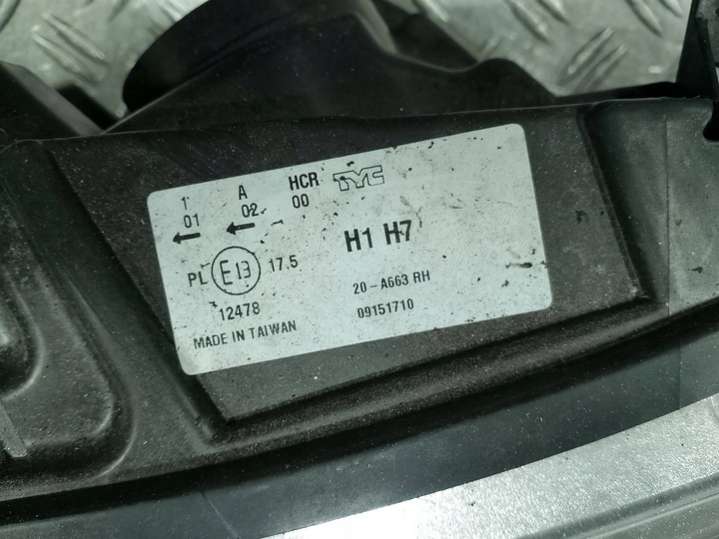 1 A HCR TYC
01 02 00
H1 H7
PL E13 17.5
20-A663 RH
12478
09151710
MADE IN TAIWAN